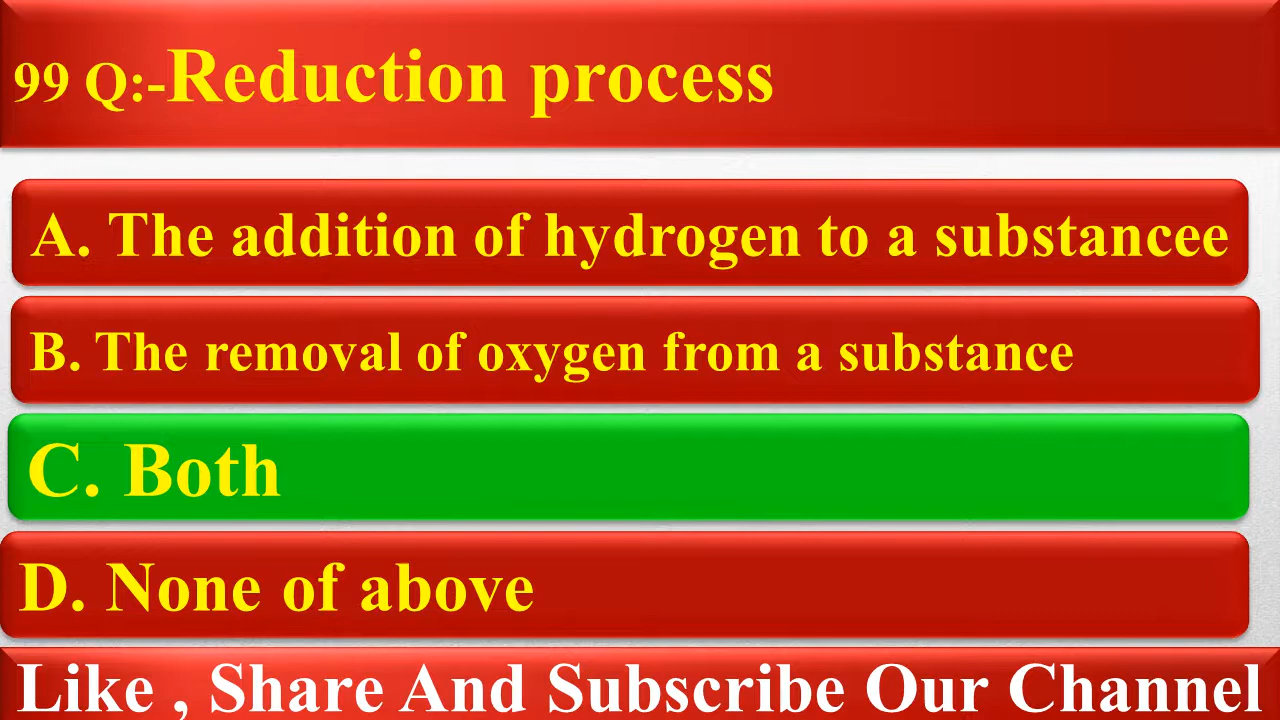 99 Q:-Reduction process
A. The addition of hydrogen to a substancee
B. The removal of oxygen from a substance
C. Both
D. None of above
Like , Share And Subscribe Our Channel